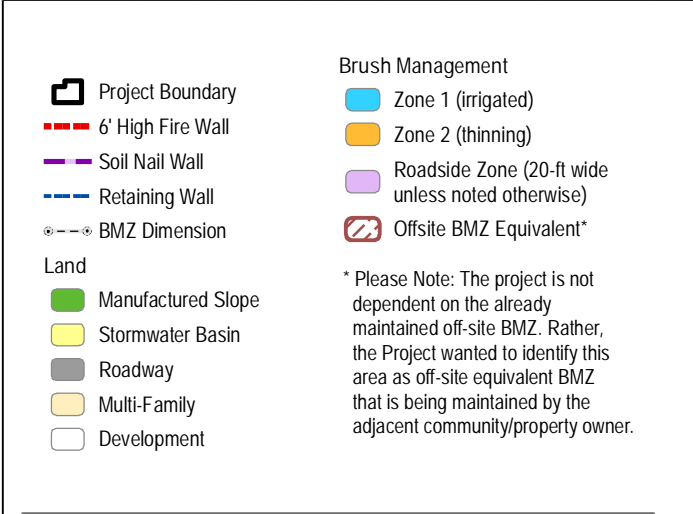 Project Boundary
6' High Fire Wall
Soil Nail Wall
Retaining Wall
BMZ Dimension
Land
Manufactured Slope
Stormwater Basin
Roadway
Multi-Family
Development
Brush Management
Zone 1 (irrigated)
Zone 2 (thinning)
Roadside Zone (20-ft wide
unless noted otherwise)
Offsite BMZ Equivalent*
* Please Note: The project is not
dependent on the already
maintained off-site BMZ. Rather,
the Project wanted to identify this
area as off-site equivalent BMZ
that is being maintained by the
adjacent community/property owner.